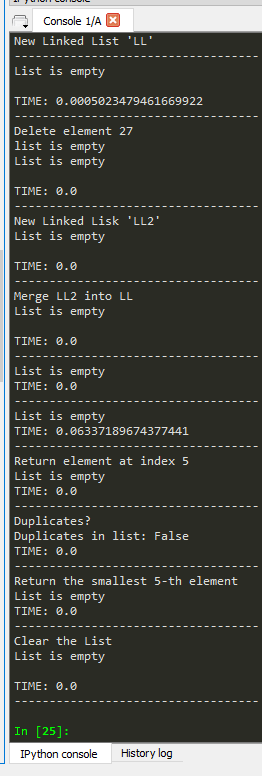 IPython console
Console 1/A
New Linked List 'LL'
-----------------------------------
List is empty
TIME: 0.0005023479461669922
-----------------------------------
Delete element 27
list is empty
List is empty
TIME: 0.0
-----------------------------------
New Linked Lisk 'LL2'
List is empty
TIME: 0.0
-----------------------------------
Merge LL2 into LL
List is empty
TIME: 0.0
-----------------------------------
List is empty
TIME: 0.0
-----------------------------------
List is empty
TIME: 0.06337189674377441
-----------------------------------
Return element at index 5
List is empty
TIME: 0.0
-----------------------------------
Duplicates?
Duplicates in list: False
TIME: 0.0
-----------------------------------
Return the smallest 5-th element
List is empty
TIME: 0.0
-----------------------------------
Clear the List
List is empty
TIME: 0.0
-----------------------------------
In [25]:
IPython console History log